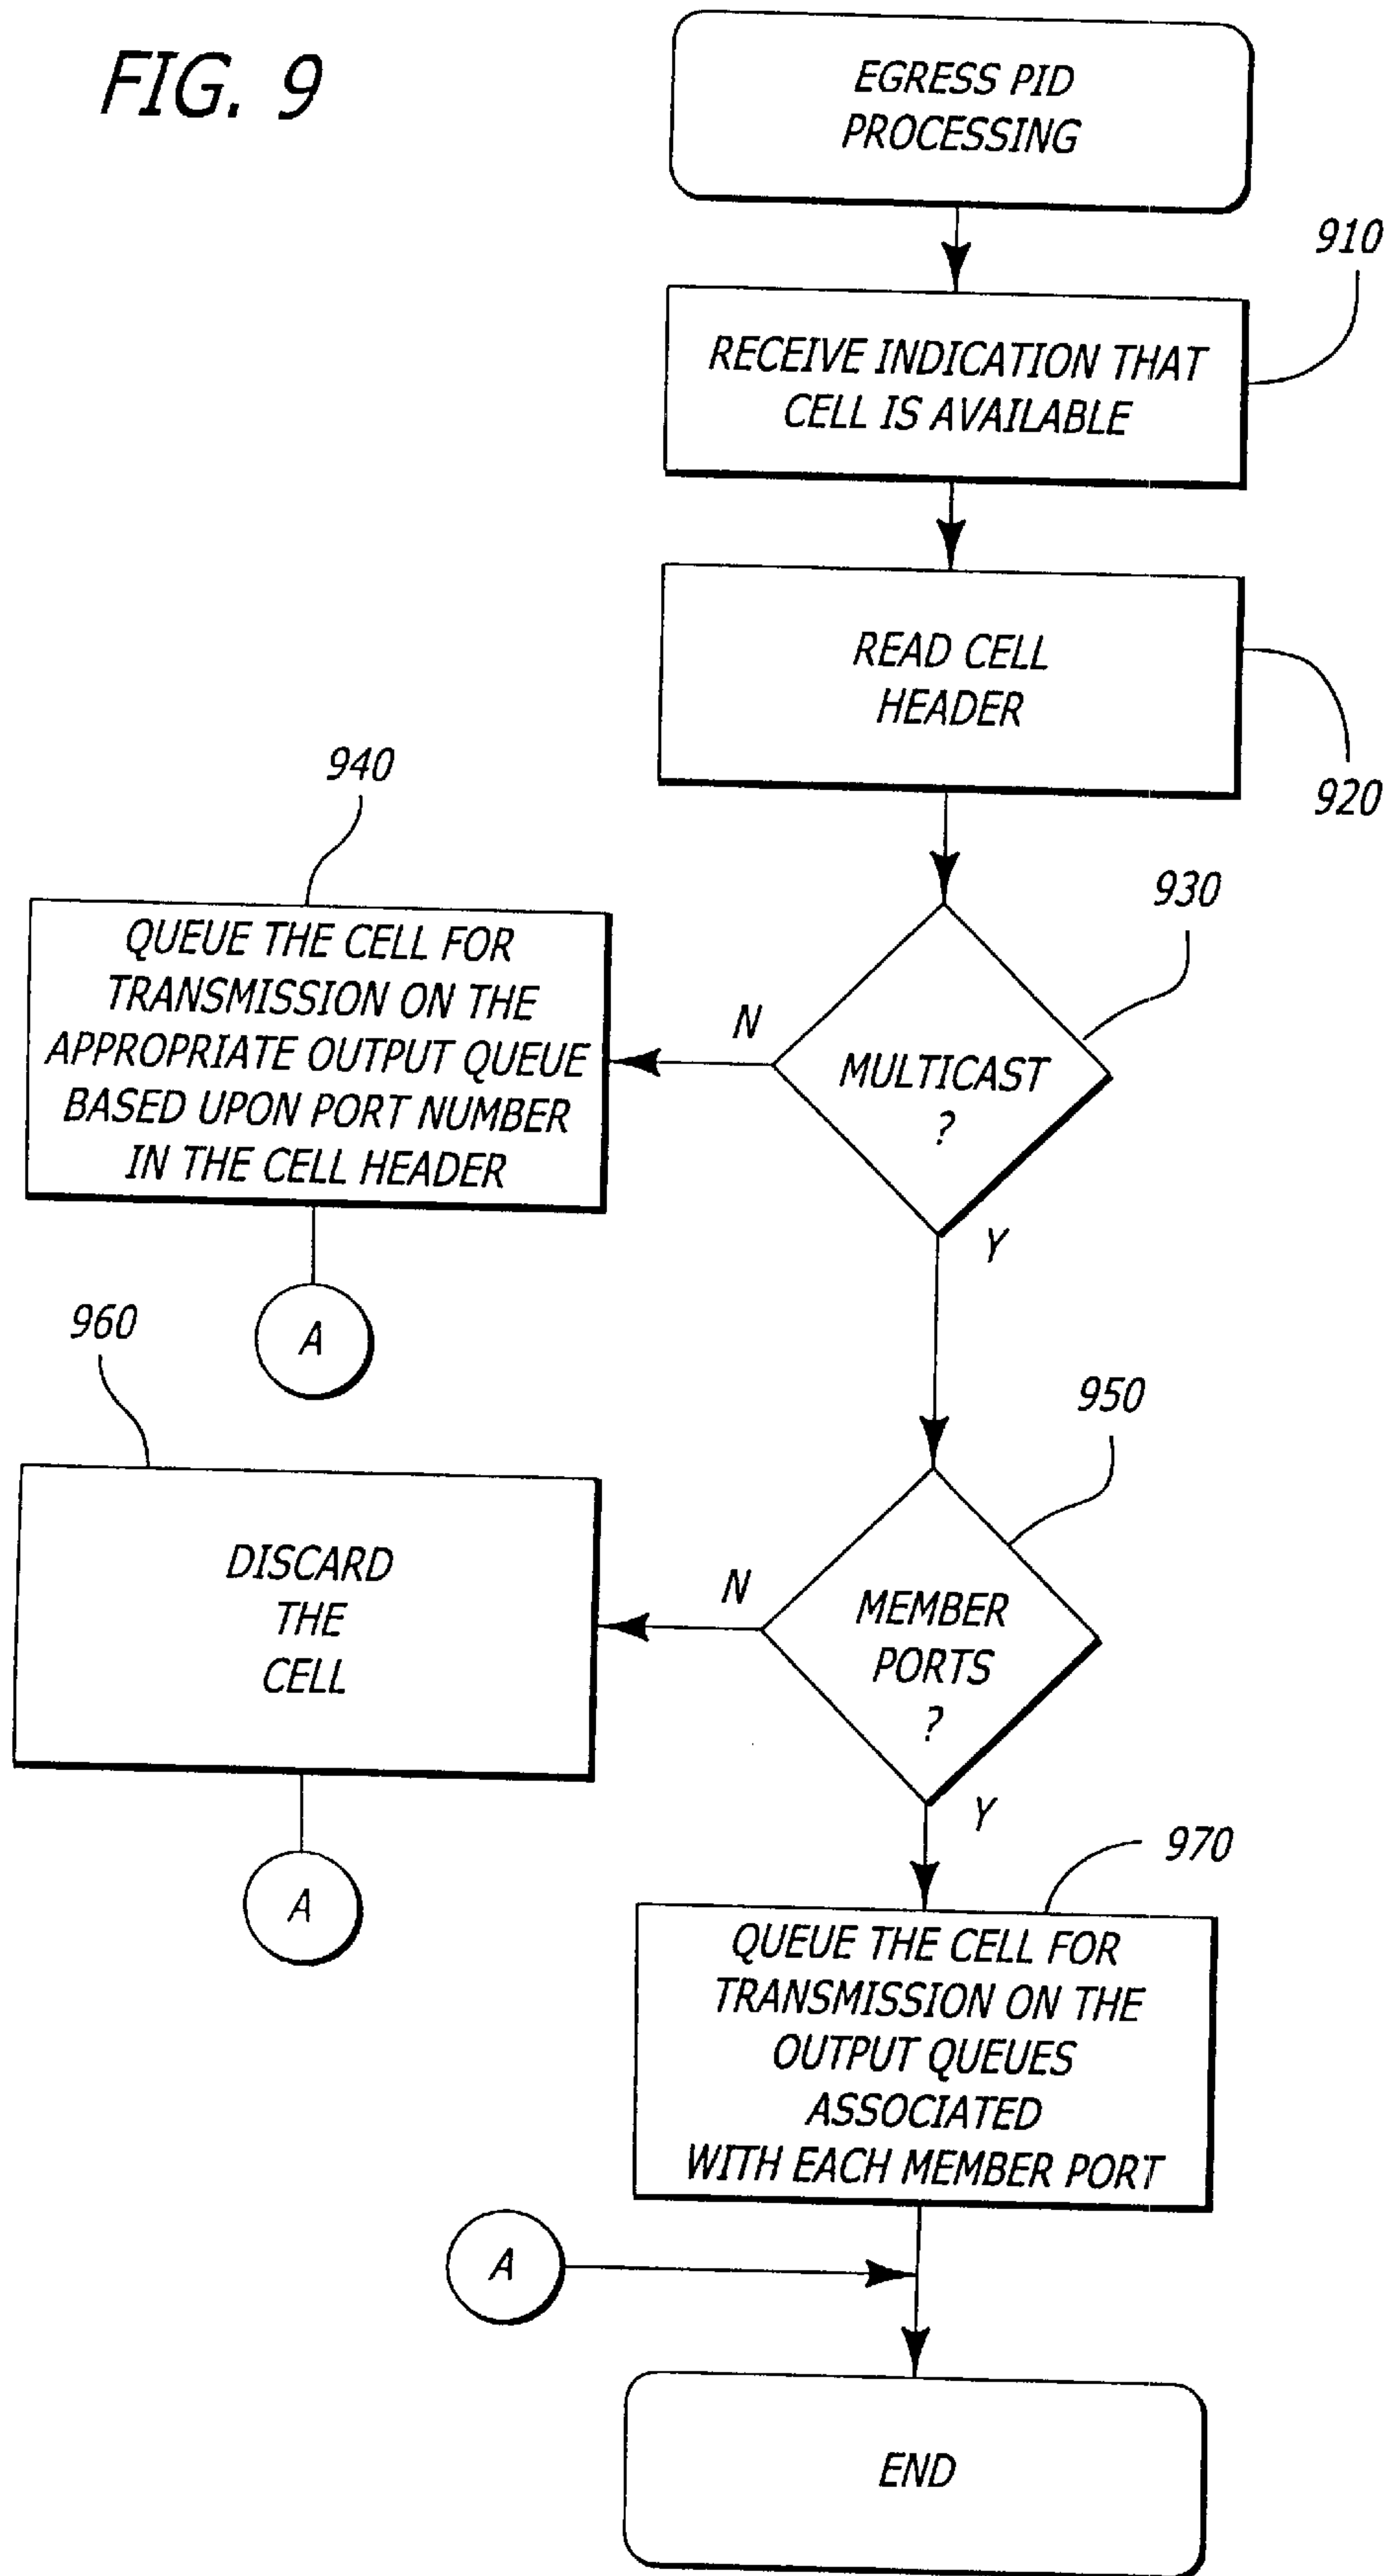 FIG. 9
EGRESS PID
PROCESSING
910
RECEIVE INDICATION THAT
CELL IS AVAILABLE
READ CELL
HEADER
920
940
930
QUEUE THE CELL FOR
TRANSMISSION ON THE
APPROPRIATE OUTPUT QUEUE
BASED UPON PORT NUMBER
IN THE CELL HEADER
N
MULTICAST
?
Y
A
960
950
DISCARD
THE
CELL
N
MEMBER
PORTS
?
Y
A
970
QUEUE THE CELL FOR
TRANSMISSION ON THE
OUTPUT QUEUES
ASSOCIATED
WITH EACH MEMBER PORT
A
END